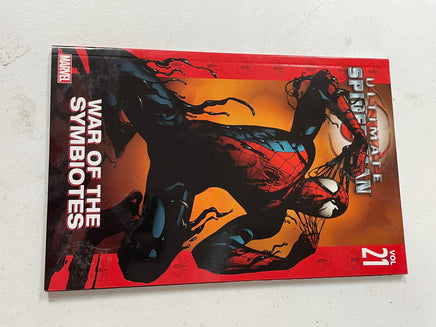 ULTIMATE
SPIDER-MAN
VOL
21
WAR OF THE
SYMBIOTES
MARVEL